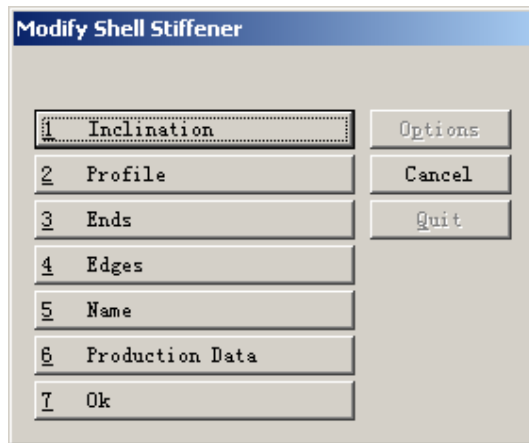 Modify Shell Stiffener
1 Inclination
Options
2 Profile
Cancel
3 Ends
Quit
4 Edges
5 Name
6 Production Data
7 Ok